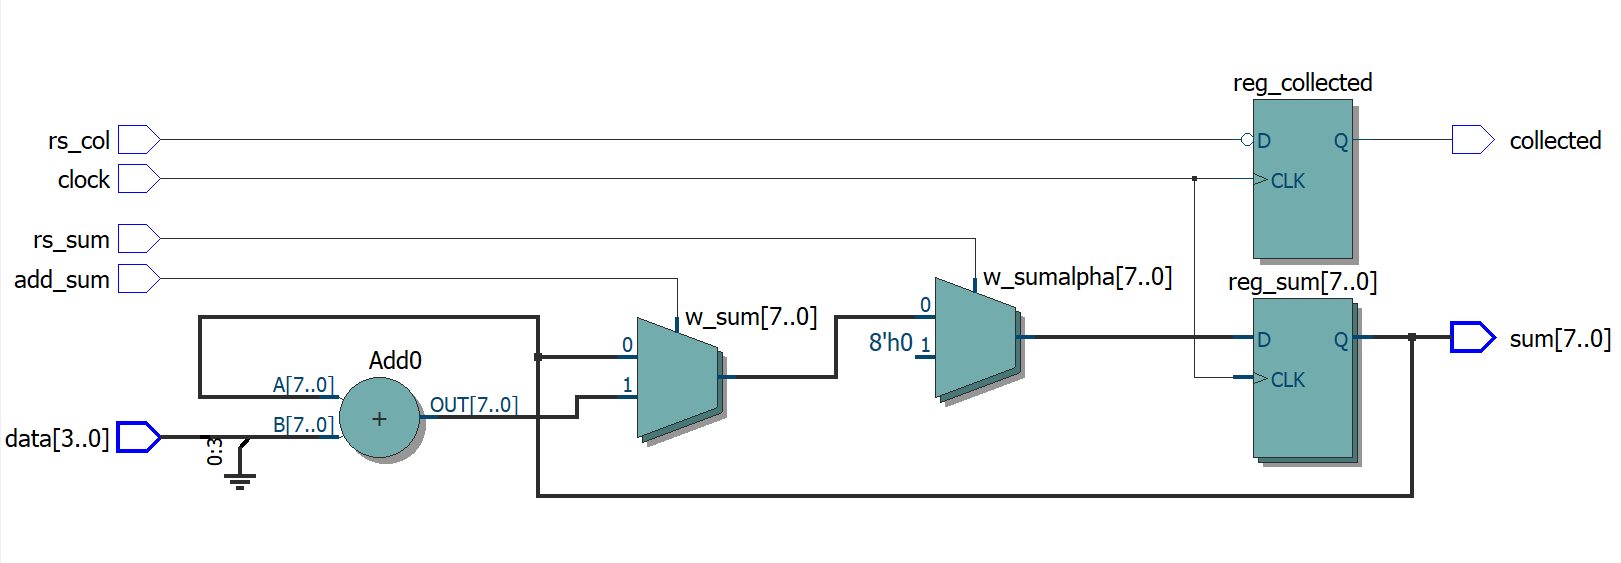 reg_collected
rs_col
D
Q
collected
clock
CLK
rs_sum
add_sum
w_sumalpha[7..0]
reg_sum[7..0]
0
w_sum[7..0]
8'h0
1
0
D
Q
sum[7..0]
Add0
A[7..0]
1
CLK
OUT[7..0]
B[7..0]
+
data[3..0]
0:3